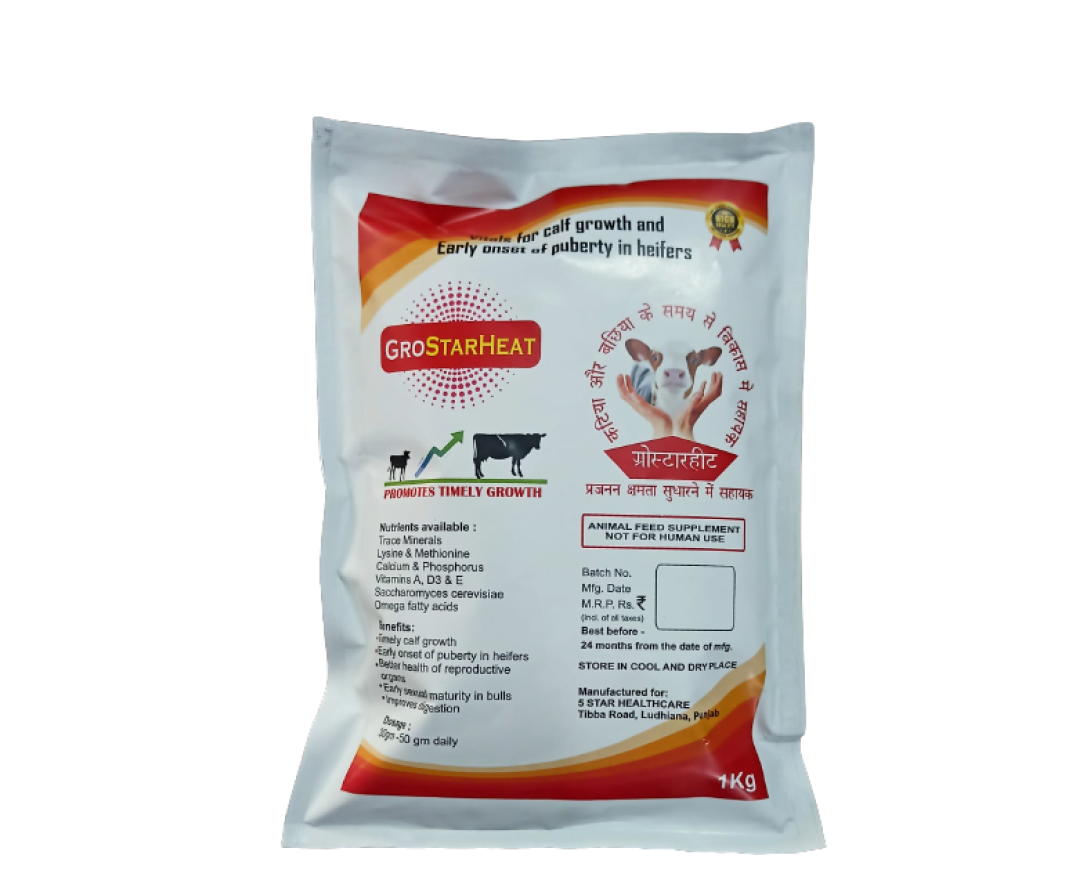 Vitals for calf growth and
Early onset of puberty in heifers
GROSTARHEAT
कटिया और बछिया के समय से विकास मे सहायक
ग्रोस्टारहीट
प्रजनन क्षमता सुधारने में सहायक
PROMOTES TIMELY GROWTH
Nutrients available :
Trace Minerals
Lysine & Methionine
Calcium & Phosphorus
Vitamins A, D3 & E
Saccharomyces cerevisiae
Omega fatty acids
Benefits:
•Timely calf growth
•Early onset of puberty in heifers
•Better health of reproductive
organs
•Early sexual maturity in bulls
•Improves digestion
Dosage :
-50 gm daily
ANIMAL FEED SUPPLEMENT
NOT FOR HUMAN USE
Batch No.
Mfg. Date
M.R.P. Rs. ₹
(Incl. of all taxes)
Best before -
24 months from the date of mfg.
STORE IN COOL AND DRY PLACE
Manufactured for:
5 STAR HEALTHCARE
Tibba Road, Ludhiana, Punjab
1Kg